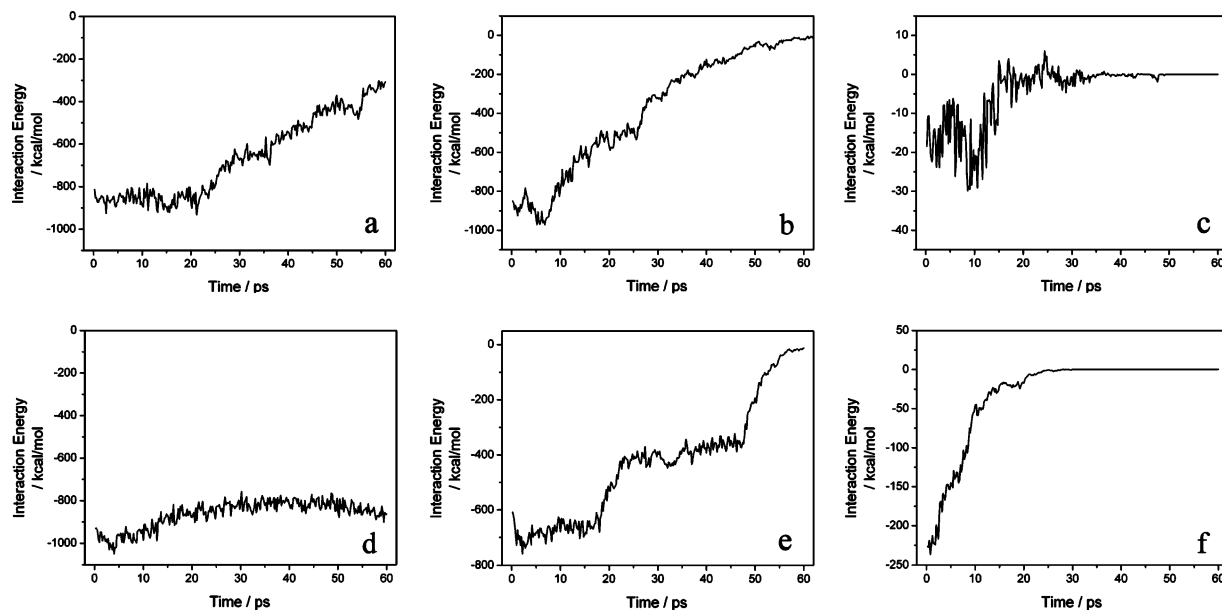 0
-200
-400
-600
-800
-1000
Interaction Energy
/ kcal/mol
0 10 20 30 40 50 60
Time / ps
a
0
-200
-400
-600
-800
-1000
Interaction Energy
/ kcal/mol
0 10 20 30 40 50 60
Time / ps
b
15
10
0
-10
-20
-30
-40
Interaction Energy
/ kcal/mol
0 10 20 30 40 50 60
Time / ps
c
0
-200
-400
-600
-800
-1000
Interaction Energy
/ kcal/mol
0 10 20 30 40 50 60
Time / ps
d
0
-200
-400
-600
-800
Interaction Energy
/ kcal/mol
0 10 20 30 40 50 60
Time / ps
e
50
0
-50
-100
-150
-200
-250
Interaction Energy
/ kcal/mol
0 10 20 30 40 50 60
Time / ps
f